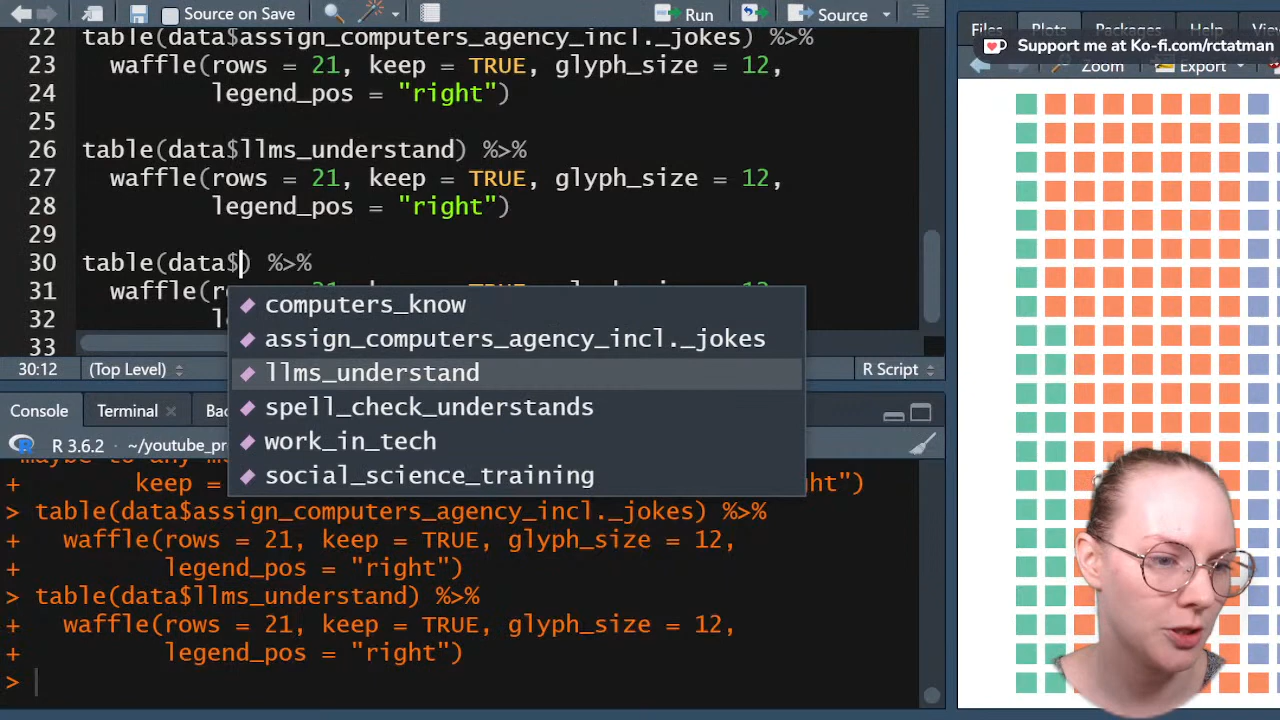 Source on Save
Run
Source
22 table(data$assign_computers_agency_incl._jokes) %>%
23 waffle(rows = 21, keep = TRUE, glyph_size = 12,
24 legend_pos = "right")
25
26 table(data$llms_understand) %>%
27 waffle(rows = 21, keep = TRUE, glyph_size = 12,
28 legend_pos = "right")
29
30 table(data$) %>%
31 waffle(
32
33
computers_know
assign_computers_agency_incl._jokes
llms_understand
spell_check_understands
work_in_tech
social_science_training
30:12 (Top Level) R Script
Console Terminal
R 3.6.2 · ~/youtube_pr
+ keep =
> table(data$assign_computers_agency_incl._jokes) %>%
+ waffle(rows = 21, keep = TRUE, glyph_size = 12,
+ legend_pos = "right")
> table(data$llms_understand) %>%
+ waffle(rows = 21, keep = TRUE, glyph_size = 12,
+ legend_pos = "right")
>
Files Plots Packages Help
Support me at Ko-fi.com/rctatman
Zoom Export